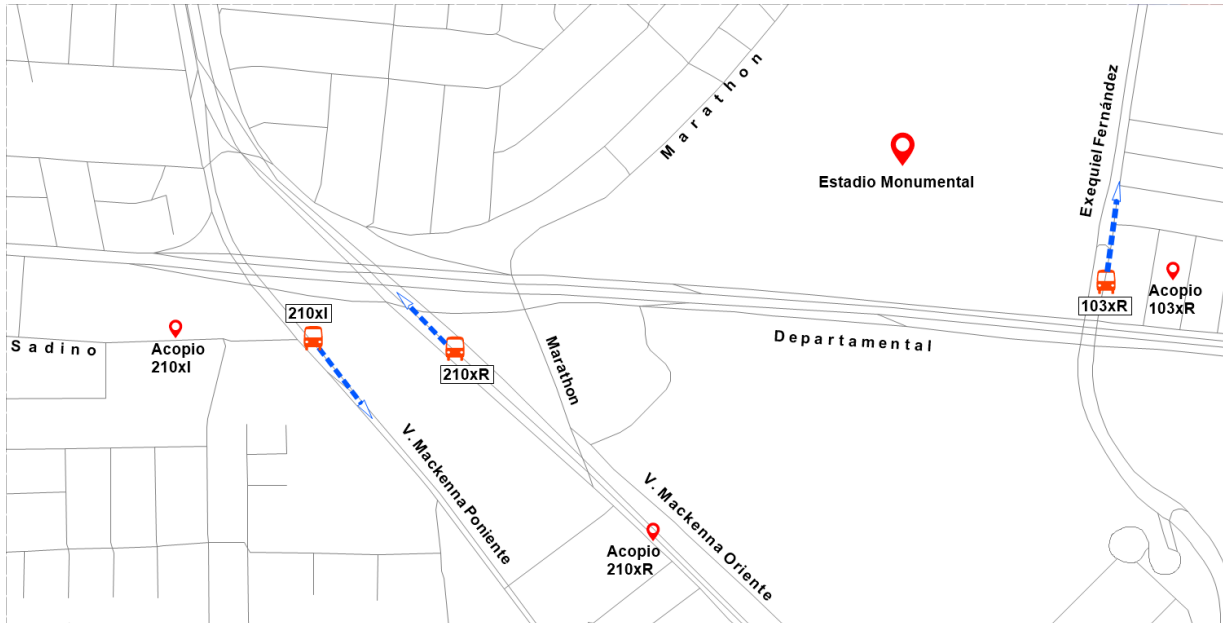 Marathon
Exequiel Fernández
Estadio Monumental
Acopio
103xR
103xR
210xI
Sadino
Acopio
210xI
210xR
Marathon
Departamental
V. Mackenna Poniente
V. Mackenna Oriente
Acopio
210xR